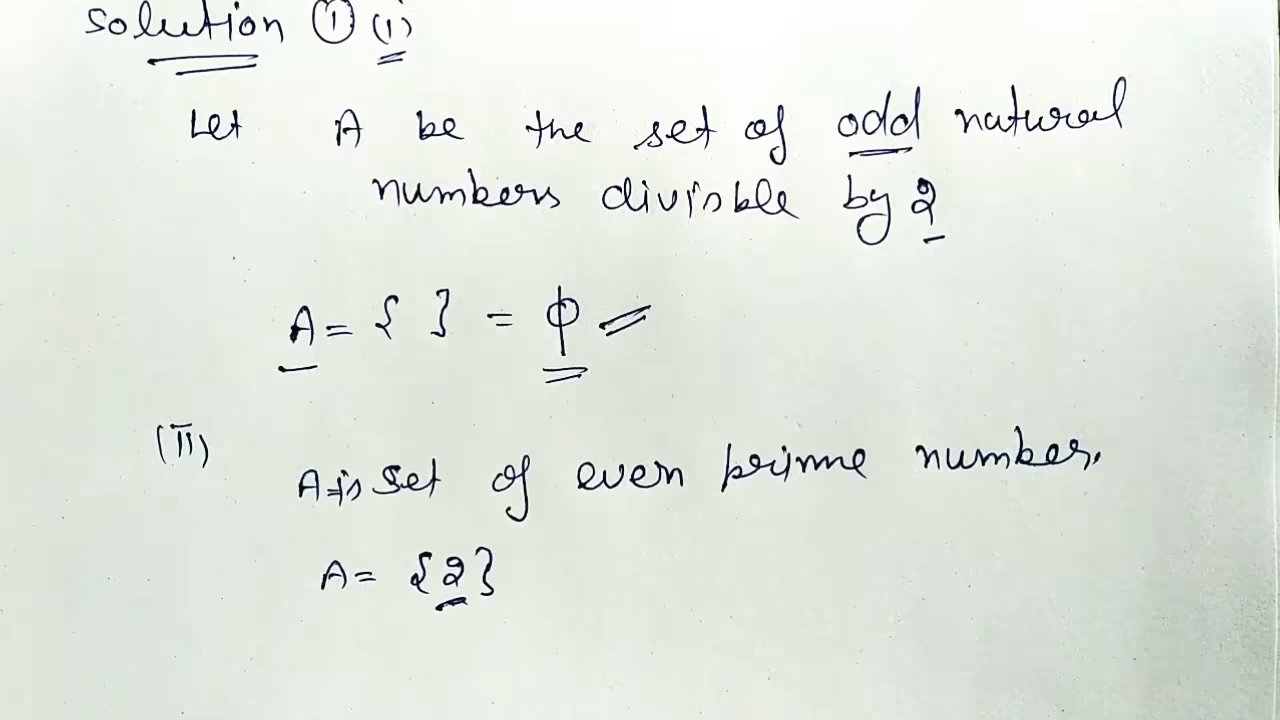 Solution ① (i)
Let A be the set of odd natural
numbers divisble by 2
A = { } = φ
(II)
A is set of even prime number.
A = {2}